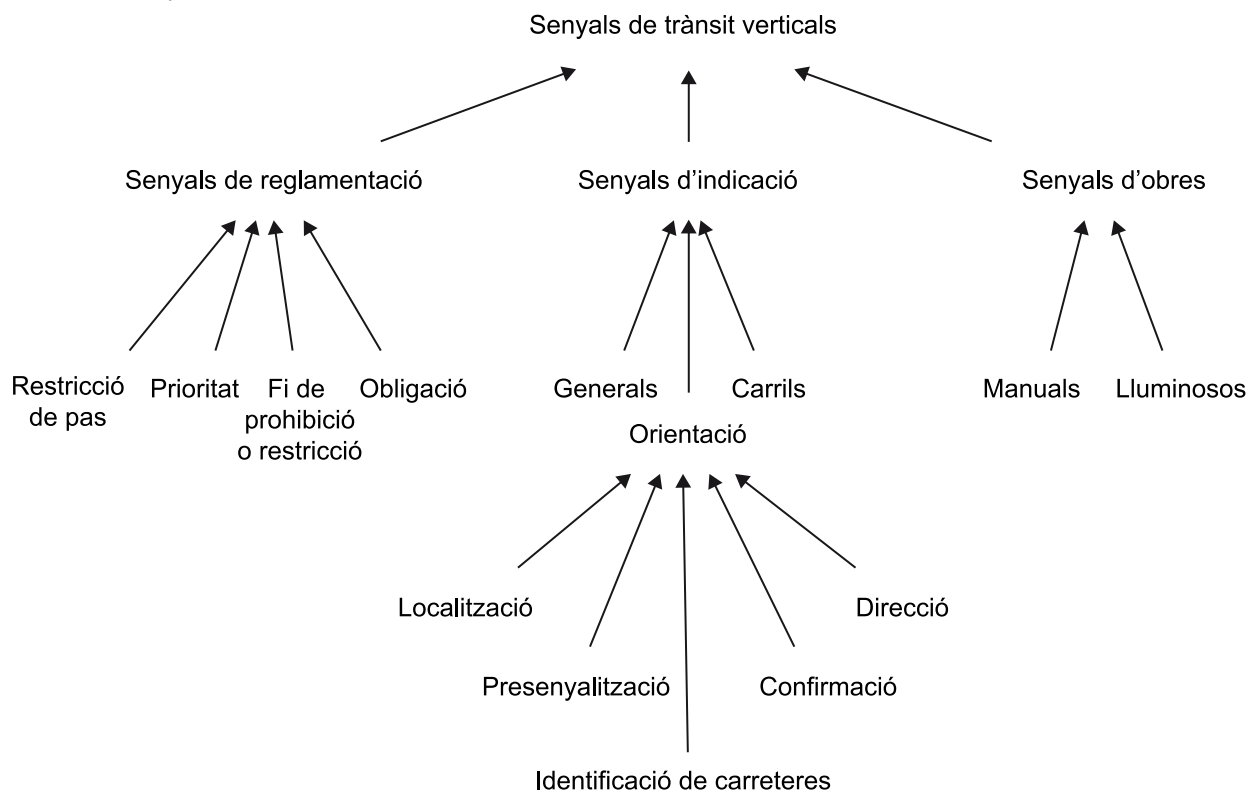 Senyals de trànsit verticals
Senyals de reglamentació
Senyals d'indicació
Senyals d'obres
Restricció
de pas
Prioritat
Fi de
prohibició
o restricció
Obligació
Generals
Orientació
Carrils
Manuals
Lluminosos
Localització
Presenyalització
Identificació de carreteres
Confirmació
Direcció